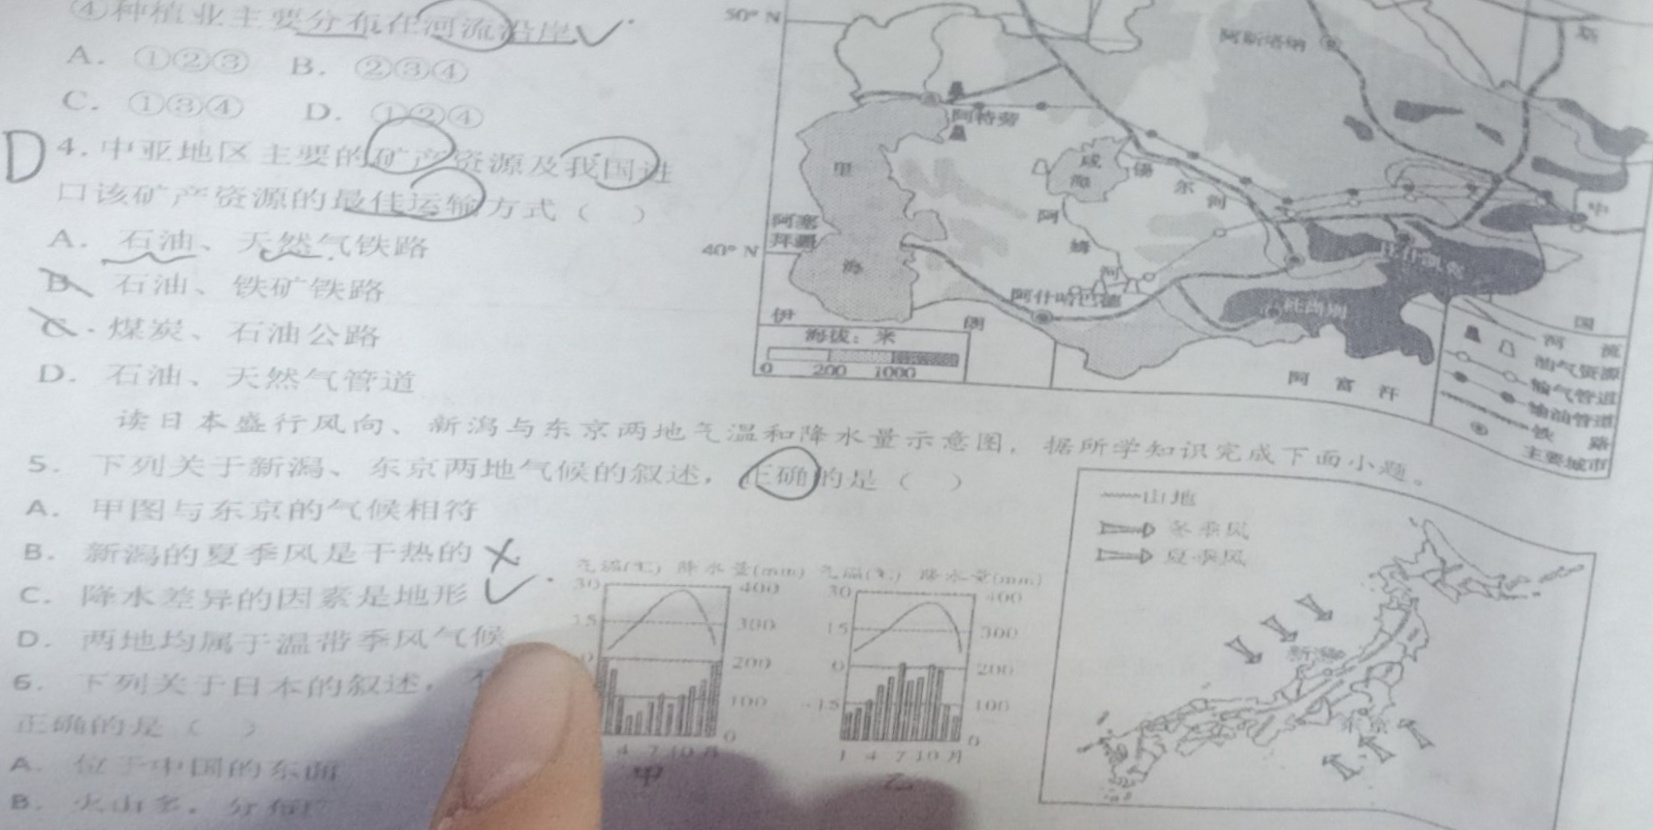 ④种植业主要分布在河流沿岸
A. ①②③ B. ②③④
C. ①③④ D. ①②④
D
4. 中亚地区主要的矿产资源及我国进
口该矿产资源的最佳运输方式（ ）
A. 石油、天然气铁路
B. 石油、铁矿铁路
C. 煤炭、石油公路
D. 石油、天然气管道
读日本盛行风向、新潟与东京两地气温和降水量示意图，据所学知识完成下面小题。
5. 下列关于新潟、东京两地气候的叙述，正确的是（ ）
A. 甲图与东京的气候相符
B. 新潟的夏季风是干热的
C. 降水差异的因素是地形
D. 两地均属于温带季风气候
6. 下列关于日本的叙述，
正确的是（ ）
A. 位于中国的东面
B. 火山多，分布广
50° N
阿斯塔纳
阿特劳
里
海
咸
海
锡
尔
河
阿
姆
河
阿塞
拜疆
40° N
阿什哈巴德
塔什干
杜尚别
中
国
伊
朗
阿 富 汗
海拔：米
0 200 1000
河 流
油气资源
输气管道
输油管道
铁 路
主要城市
气温(℃) 降水量(mm)
30 400
15 300
0 200
100
0
4 7 10 月
甲
气温(℃) 降水量(mm)
30 400
15 300
0 200
-15 100
0
1 4 7 10 月
乙
山地
冬季风
夏季风
新潟
东京